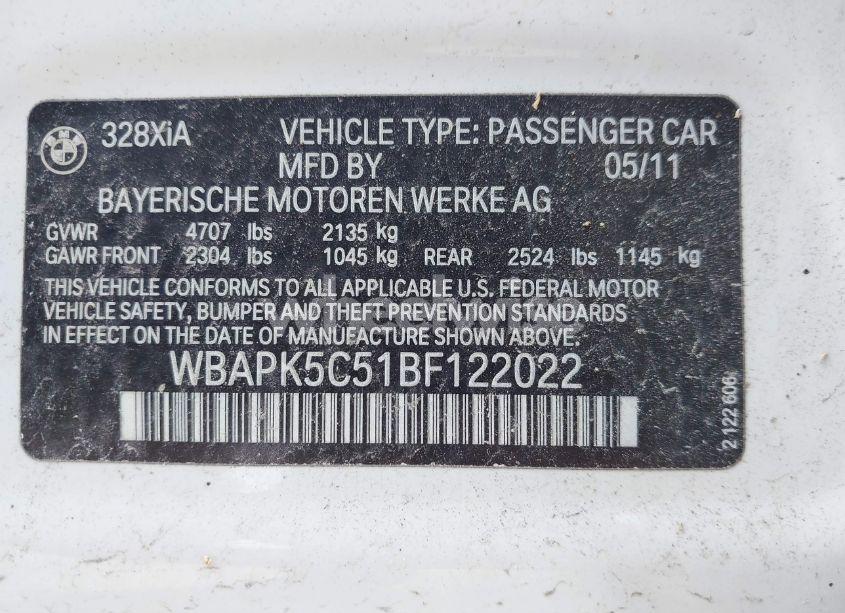 BMW 328XiA VEHICLE TYPE: PASSENGER CAR
MFD BY 05/11
BAYERISCHE MOTOREN WERKE AG
GVWR 4707 lbs 2135 kg
GAWR FRONT 2304 lbs 1045 kg REAR 2524 lbs 1145 kg
THIS VEHICLE CONFORMS TO ALL APPLICABLE U.S. FEDERAL MOTOR
VEHICLE SAFETY, BUMPER AND THEFT PREVENTION STANDARDS
IN EFFECT ON THE DATE OF MANUFACTURE SHOWN ABOVE.
WBAPK5C51BF122022
2 122 606